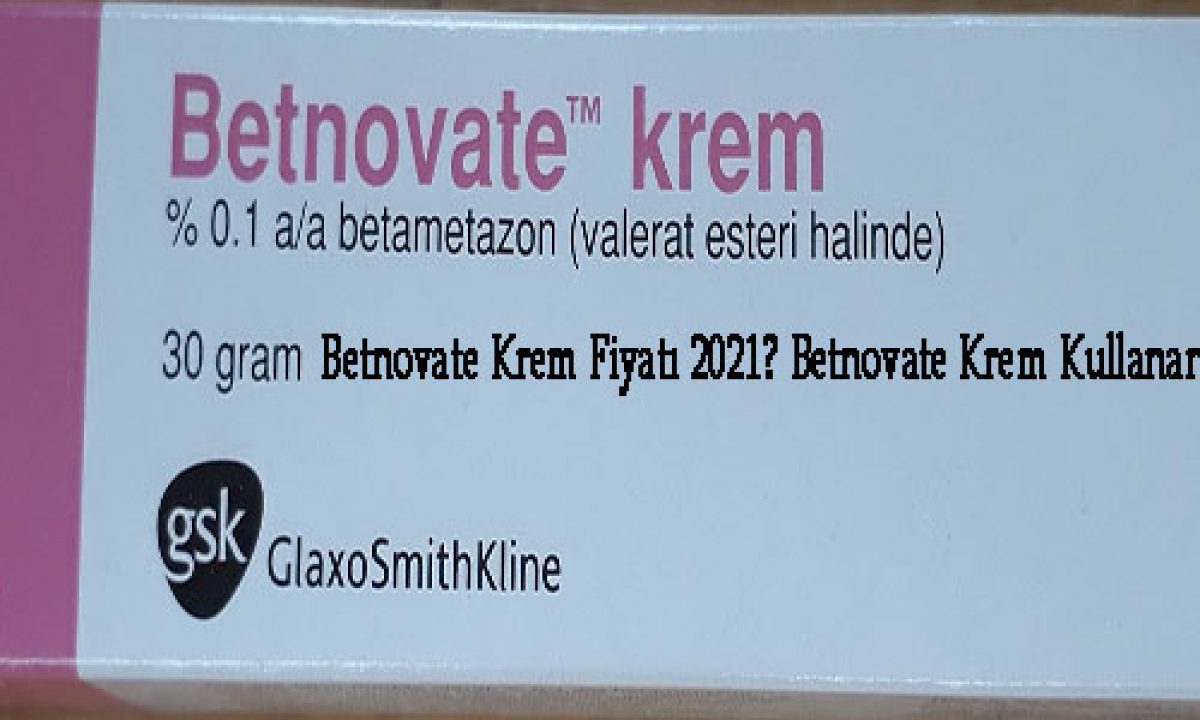 Betnovate™ krem
% 0.1 a/a betametazon (valerat esteri halinde)
30 gram Betnovate Krem Fiyatı 2021? Betnovate Krem Kullanan
gsk GlaxoSmithKline